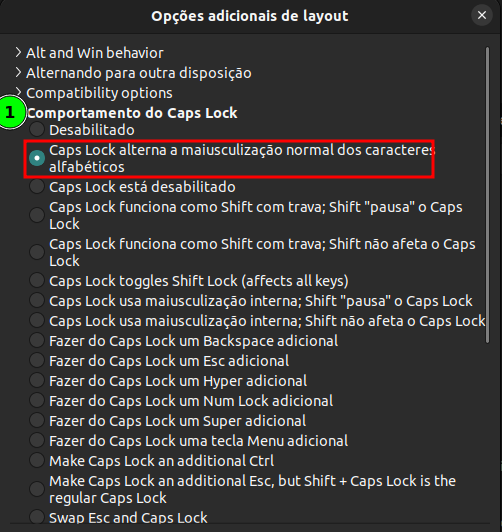 Opções adicionais de layout
Alt and Win behavior
Alternando para outra disposição
Compatibility options
1
Comportamento do Caps Lock
Desabilitado
Caps Lock alterna a maiusculização normal dos caracteres
alfabéticos
Caps Lock está desabilitado
Caps Lock funciona como Shift com trava; Shift "pausa" o Caps
Lock
Caps Lock funciona como Shift com trava; Shift não afeta o Caps
Lock
Caps Lock toggles Shift Lock (affects all keys)
Caps Lock usa maiusculização interna; Shift "pausa" o Caps Lock
Caps Lock usa maiusculização interna; Shift não afeta o Caps Lock
Fazer do Caps Lock um Backspace adicional
Fazer do Caps Lock um Esc adicional
Fazer do Caps Lock um Hyper adicional
Fazer do Caps Lock um Num Lock adicional
Fazer do Caps Lock um Super adicional
Fazer do Caps Lock uma tecla Menu adicional
Make Caps Lock an additional Ctrl
Make Caps Lock an additional Esc, but Shift + Caps Lock is the
regular Caps Lock
Swap Esc and Caps Lock